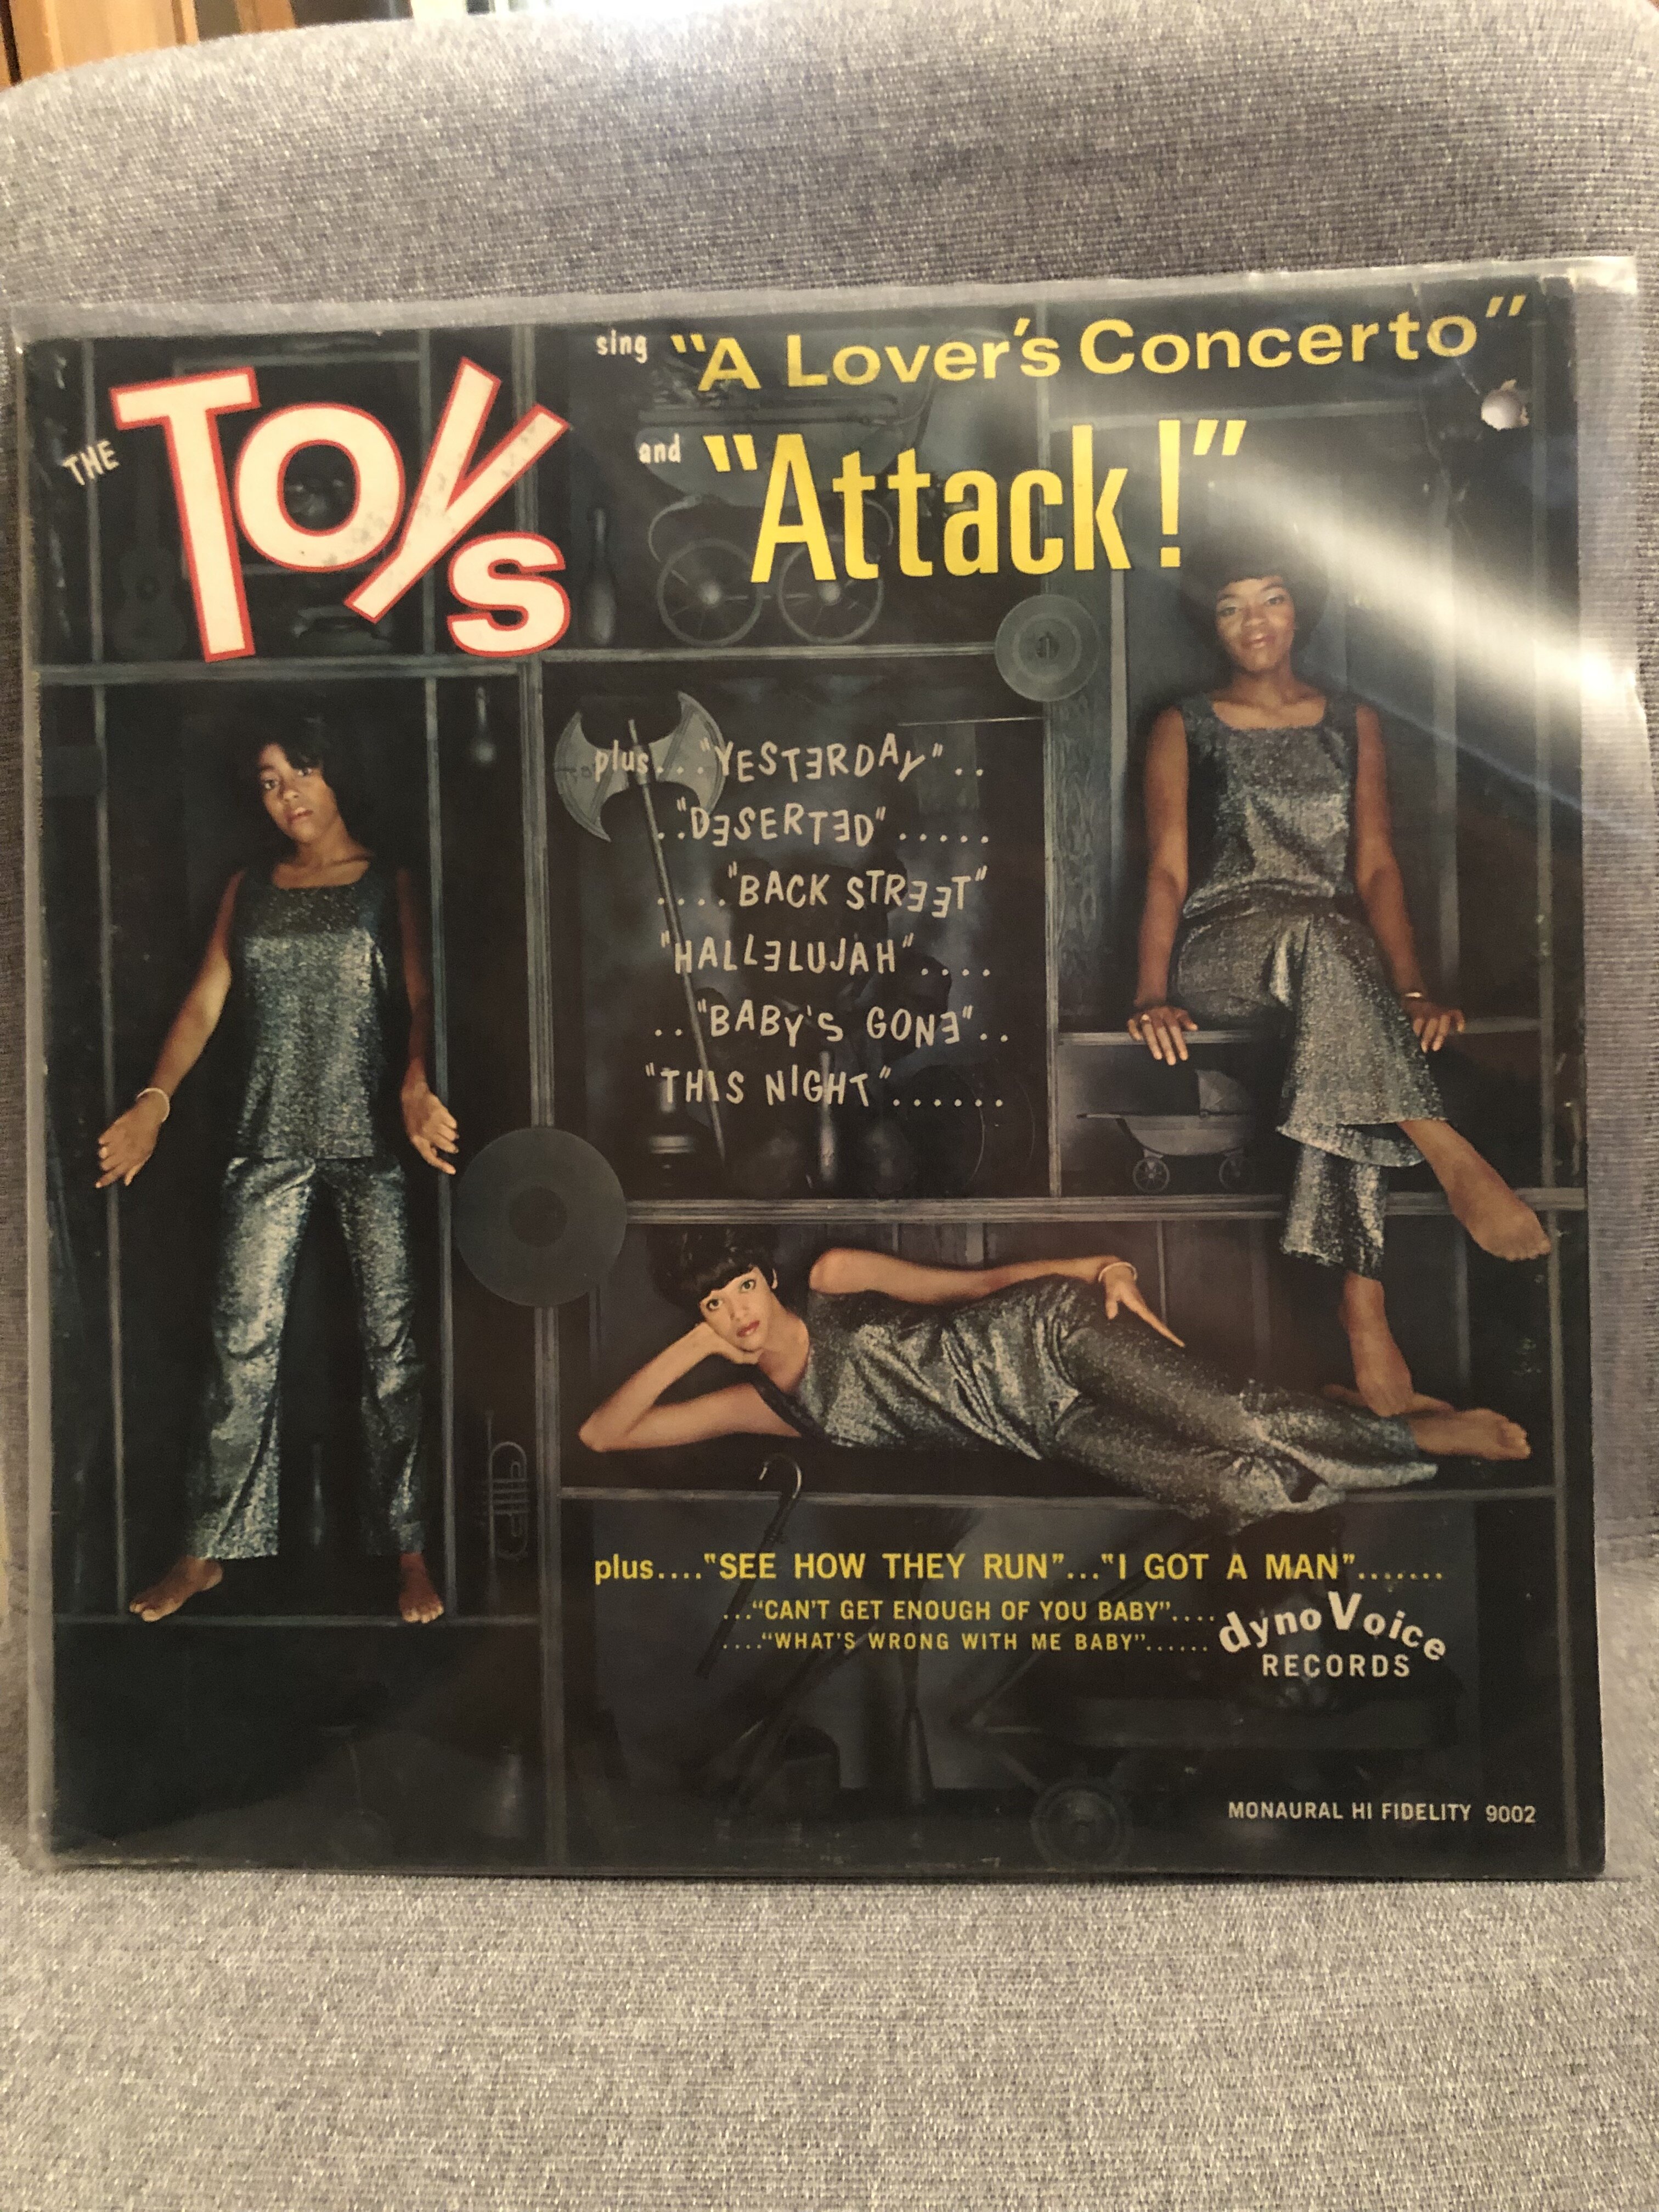 THE TOYS
sing "A Lover's Concerto"
and "Attack!"
plus..."YESTERDAY"..
.."DESERTED".....
...."BACK STREET"
"HALLELUJAH"....
.."BABY'S GONE"..
"THIS NIGHT"......
plus...."SEE HOW THEY RUN"..."I GOT A MAN".......
..."CAN'T GET ENOUGH OF YOU BABY"....
...."WHAT'S WRONG WITH ME BABY"......
dynoVoice
RECORDS
MONAURAL HI FIDELITY 9002